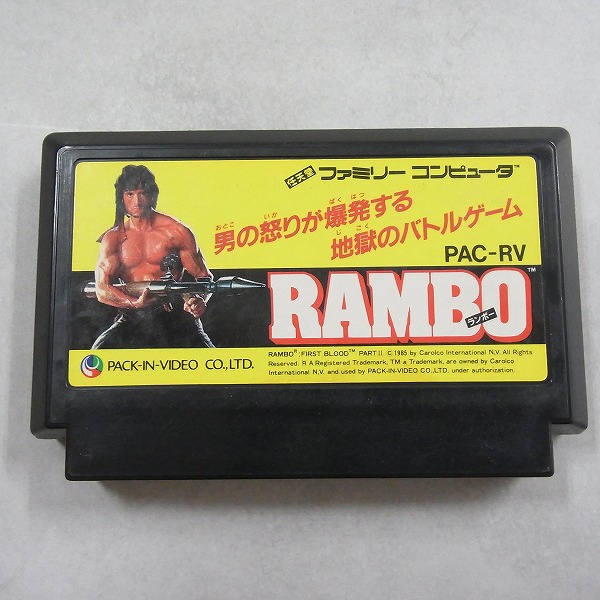 任天堂 ファミリー コンピュータ™
おとこ いか ばく はつ
男の怒りが爆発する
じ ごく
地獄のバトルゲーム
PAC-RV
RAMBO™
ランボー
PACK-IN-VIDEO CO.,LTD.
RAMBO® : FIRST BLOOD™ PART II © 1985 by Carolco International N.V. All Rights
Reserved. R A Registered Trademark, TM a Trademark, are owned by Carolco
International N.V. and used by PACK-IN-VIDEO CO.,LTD. under authorization.